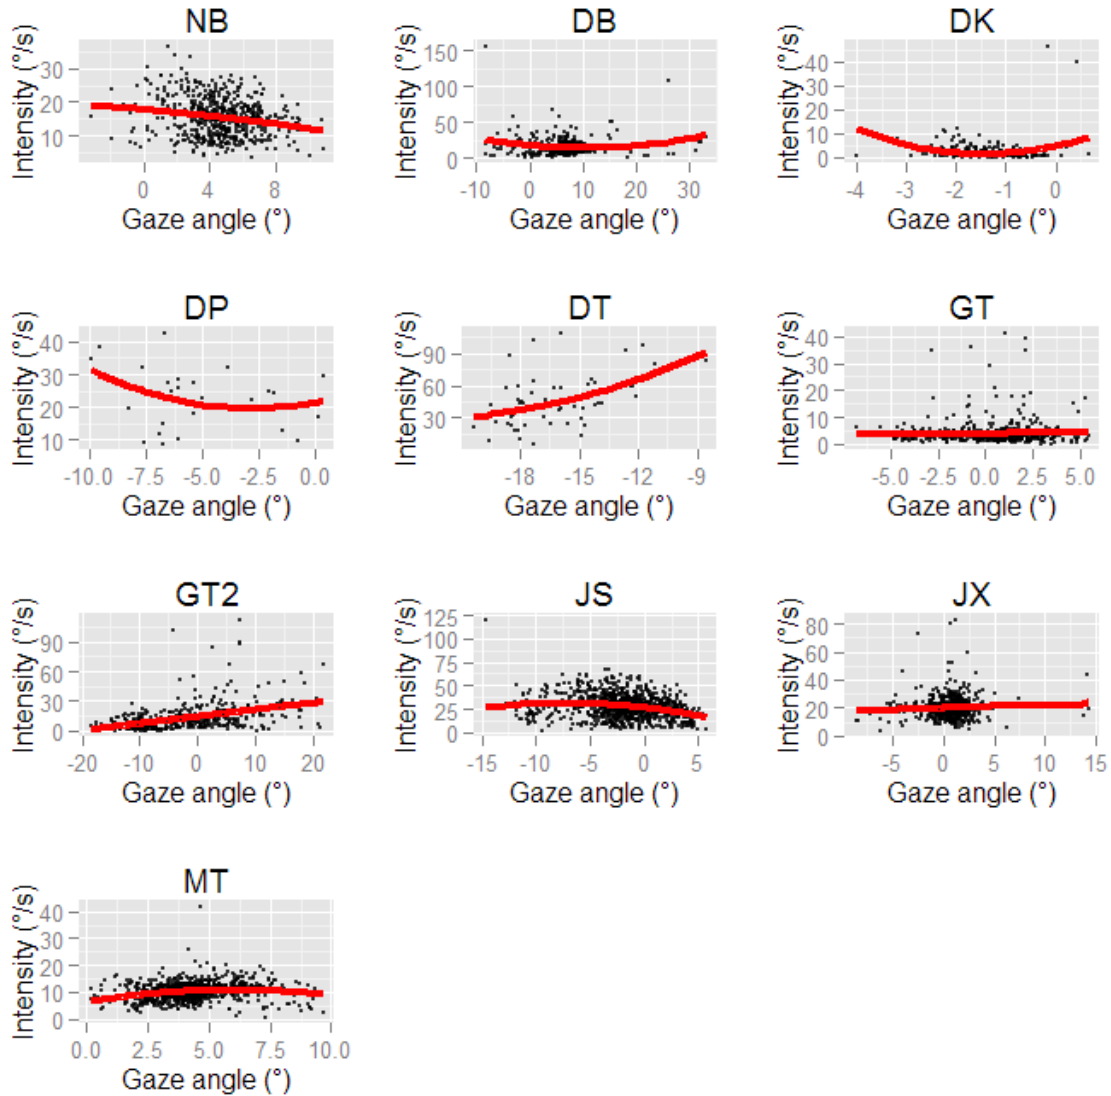 NB
Intensity (°/s)
30
20
10
0 4 8
Gaze angle (°)
DB
Intensity (°/s)
150
100
50
0
-10 0 10 20 30
Gaze angle (°)
DK
Intensity (°/s)
40
30
20
10
0
-4 -3 -2 -1 0
Gaze angle (°)
DP
Intensity (°/s)
40
30
20
10
-10.0 -7.5 -5.0 -2.5 0.0
Gaze angle (°)
DT
Intensity (°/s)
90
60
30
-18 -15 -12 -9
Gaze angle (°)
GT
Intensity (°/s)
40
30
20
10
0
-5.0 -2.5 0.0 2.5 5.0
Gaze angle (°)
GT2
Intensity (°/s)
90
60
30
0
-20 -10 0 10 20
Gaze angle (°)
JS
Intensity (°/s)
125
100
75
50
25
0
-15 -10 -5 0 5
Gaze angle (°)
JX
Intensity (°/s)
80
60
40
20
0
-5 0 5 10 15
Gaze angle (°)
MT
Intensity (°/s)
40
30
20
10
0
0.0 2.5 5.0 7.5 10.0
Gaze angle (°)